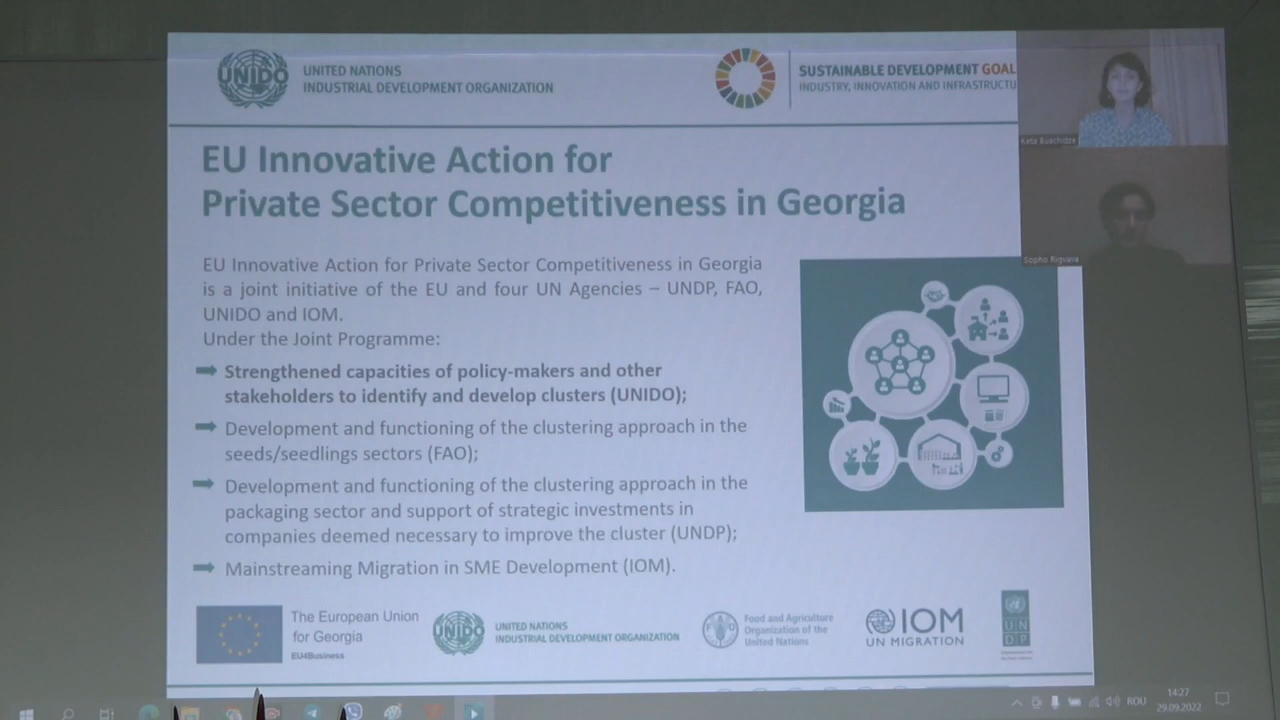 UNIDO
UNITED NATIONS
INDUSTRIAL DEVELOPMENT ORGANIZATION
SUSTAINABLE DEVELOPMENT GOAL
INDUSTRY, INNOVATION AND INFRASTRUCTU
Keta Buachidze
Sopho Rigvava
EU Innovative Action for
Private Sector Competitiveness in Georgia
EU Innovative Action for Private Sector Competitiveness in Georgia
is a joint initiative of the EU and four UN Agencies – UNDP, FAO,
UNIDO and IOM.
Under the Joint Programme:
Strengthened capacities of policy-makers and other
stakeholders to identify and develop clusters (UNIDO);
Development and functioning of the clustering approach in the
seeds/seedlings sectors (FAO);
Development and functioning of the clustering approach in the
packaging sector and support of strategic investments in
companies deemed necessary to improve the cluster (UNDP);
Mainstreaming Migration in SME Development (IOM).
The European Union
for Georgia
EU4Business
UNIDO
UNITED NATIONS
INDUSTRIAL DEVELOPMENT ORGANIZATION
Food and Agriculture
Organization of the
United Nations
IOM
UN MIGRATION
U N
D P
ROU
14:27
29.09.2022